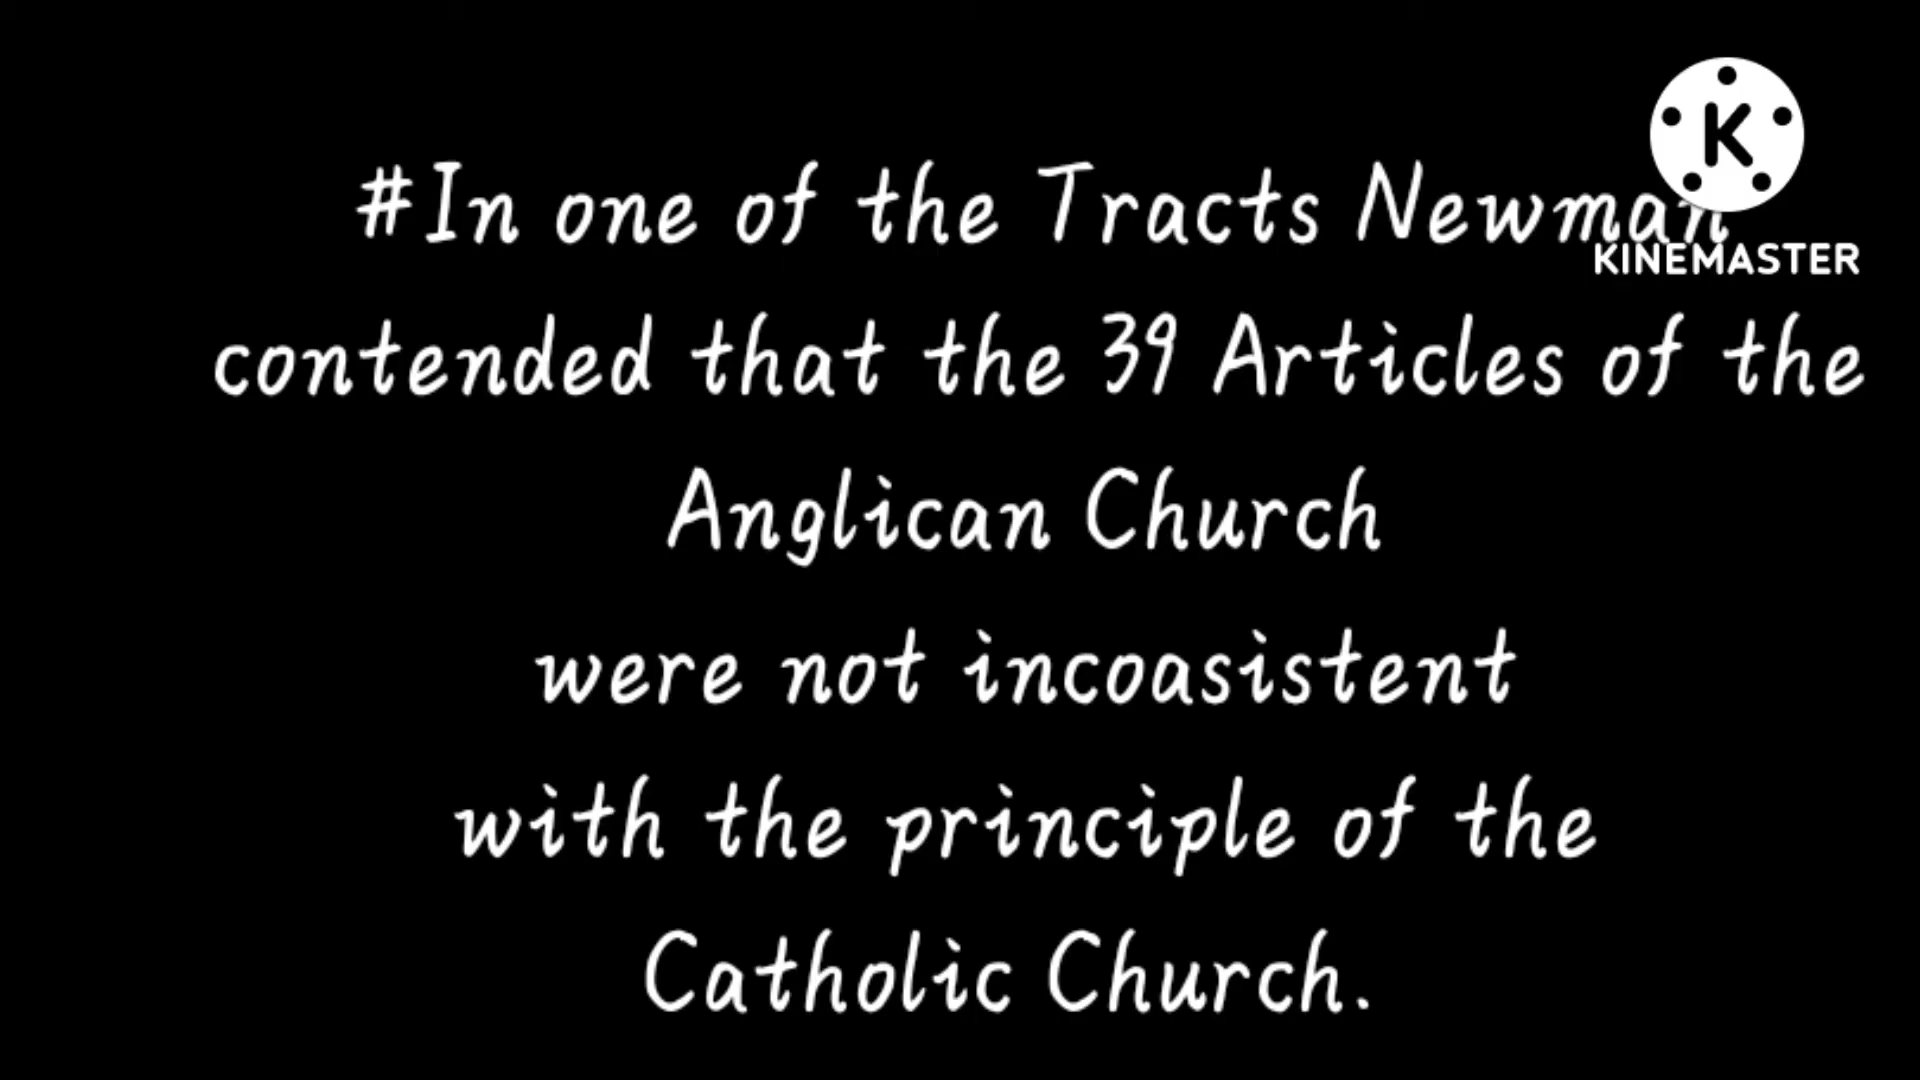 #In one of the Tracts Newman
KINEMASTER
contended that the 39 Articles of the
Anglican Church
were not incoasistent
with the principle of the
Catholic Church.